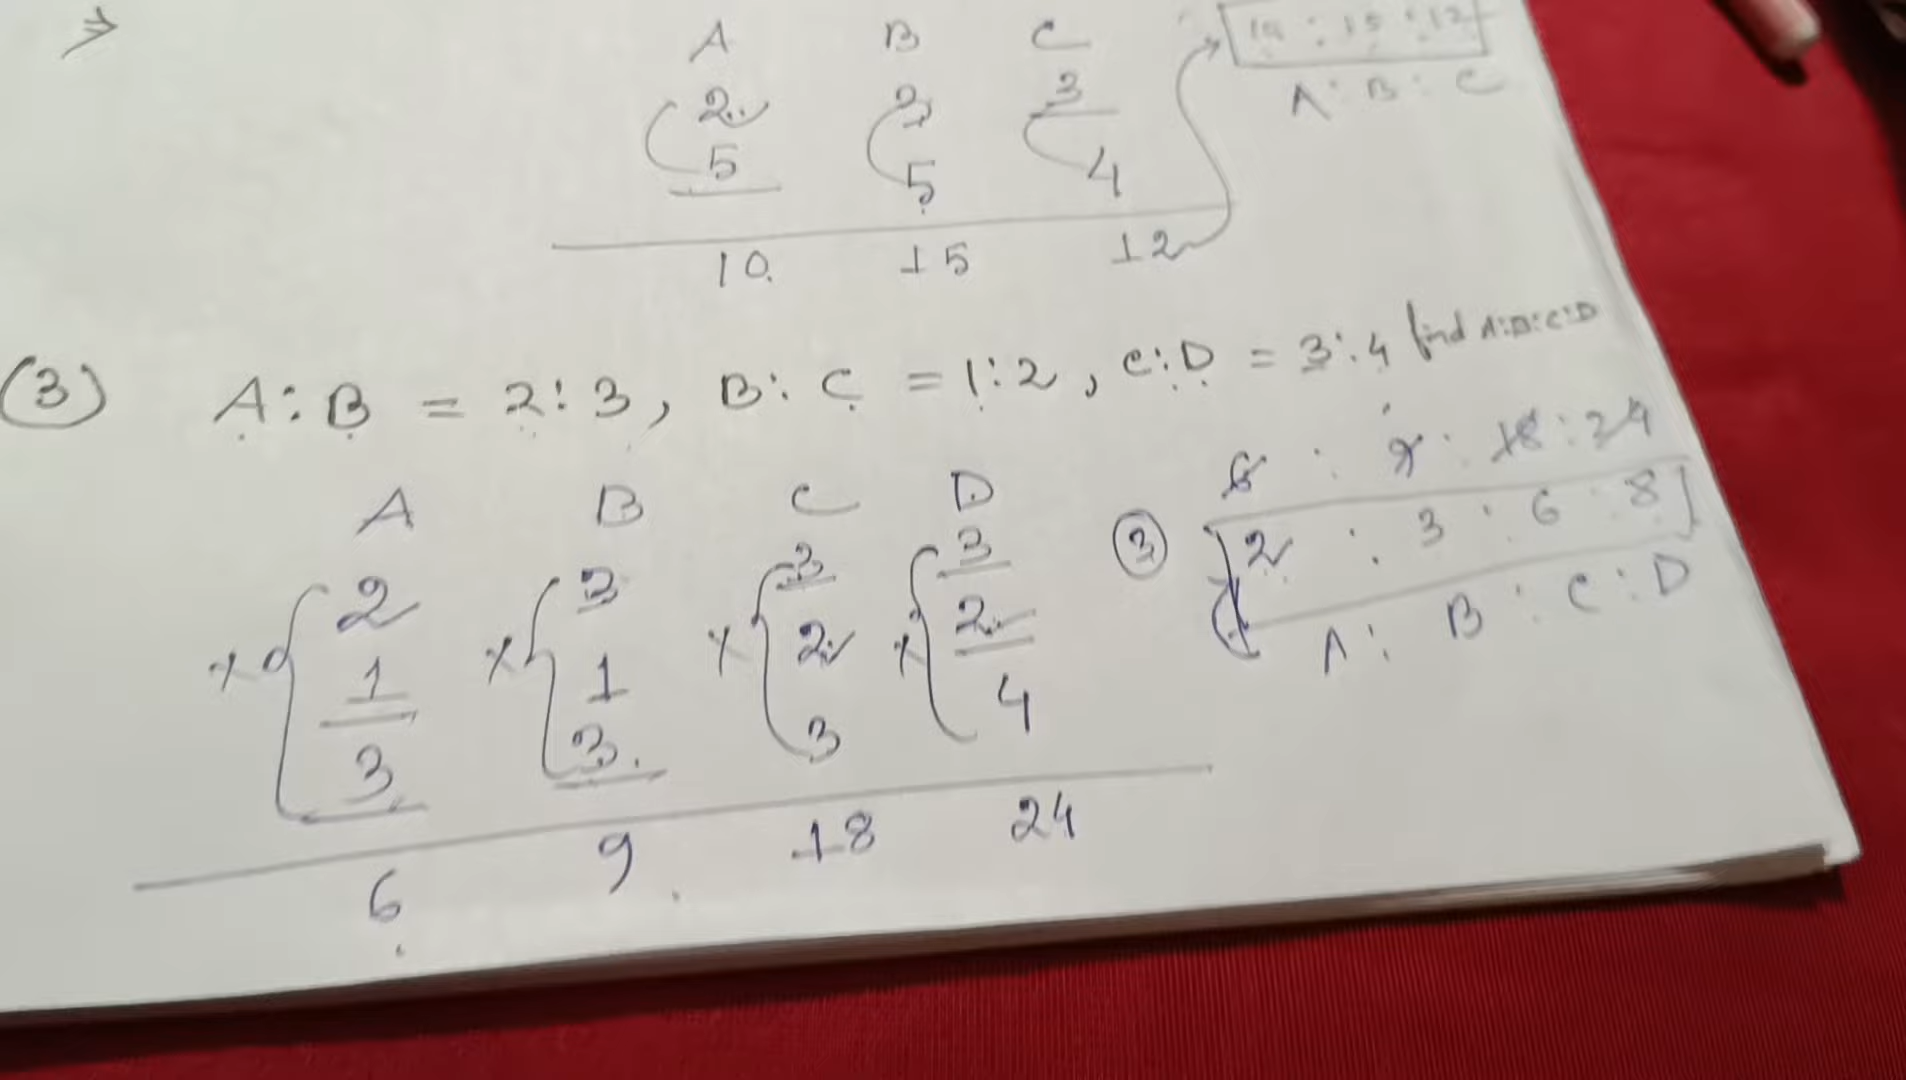 ⇒ A B C
10 : 15 : 12
A : B : C
2 3 3
5 5 4
10 15 12
(3) A : B = 2 : 3 , B : C = 1 : 2 , C : D = 3 : 4 find A:B:C:D
6 : 9 : 18 : 24
A B C D
③ 2 : 3 : 6 : 8
A : B : C : D
2 3 3 3
× 1 × 1 × 2 × 2
3 3 3 4
6 9 18 24